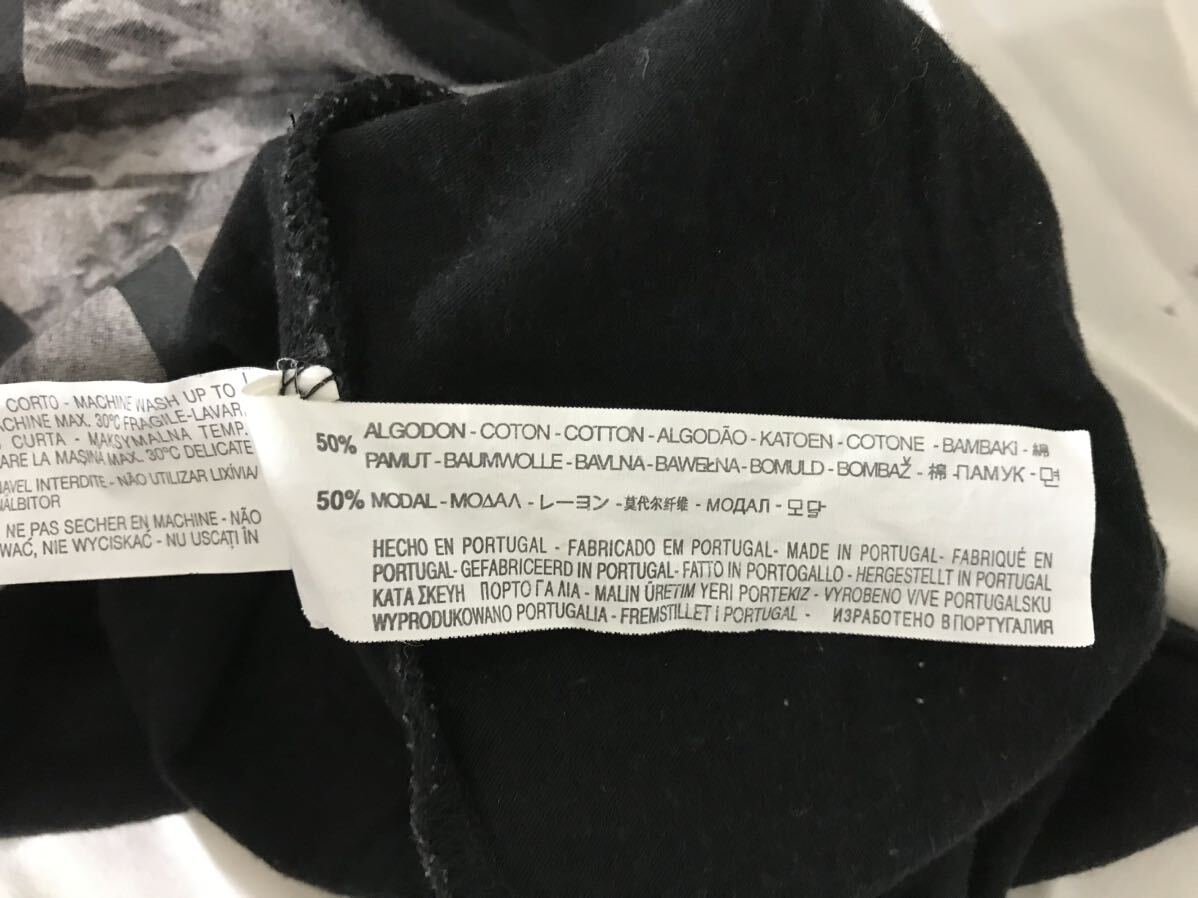 CORTO - MACHINE WASH UP TO
ACHINE MAX. 30°C FRAGILE-LAVAR
CURTA - MAKSYMALNA TEMP.
ARE LA MAŞINA MAX. 30°C DELICATE
AVEL INTERDITE - NÃO UTILIZAR LIXÍVIA/
NÄLBITOR
NE PAS SECHER EN MACHINE - NÃO
WAĆ, NIE WYCISKAĆ - NU USCAŢI ÎN
50% ALGODON - COTON - COTTON - ALGODÃO - KATOEN - COTONE - BAMBAKI - 綿
PAMUT - BAUMWOLLE - BAVLNA - BAWEŁNA - BOMULD - BOMBAŽ - 棉 -ПАМУК - 면
50% MODAL - ΜΟΔΑΛ - レーヨン - 莫代尔纤维 - МОДАЛ - 모달
HECHO EN PORTUGAL - FABRICADO EM PORTUGAL- MADE IN PORTUGAL- FABRIQUÉ EN
PORTUGAL- GEFABRICEERD IN PORTUGAL- FATTO IN PORTOGALLO - HERGESTELLT IN PORTUGAL
ΚΑΤΑ ΣΚΕΥΗ ΠΟΡΤΟ ΓΑ ΛΙΑ - MALIN ÜRETIM YERI PORTEKIZ - VYROBENO V/VE PORTUGALSKU
WYPRODUKOWANO PORTUGALIA - FREMSTILLET I PORTUGAL - ИЗРАБОТЕНО В ПОРТУГАЛИЯ